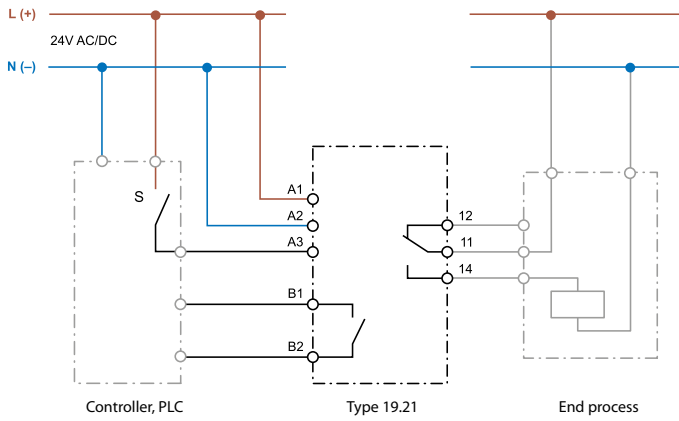 L (+)
24V AC/DC
N (–)
S
A1
A2
A3
B1
B2
12
11
14
Controller, PLC
Type 19.21
End process